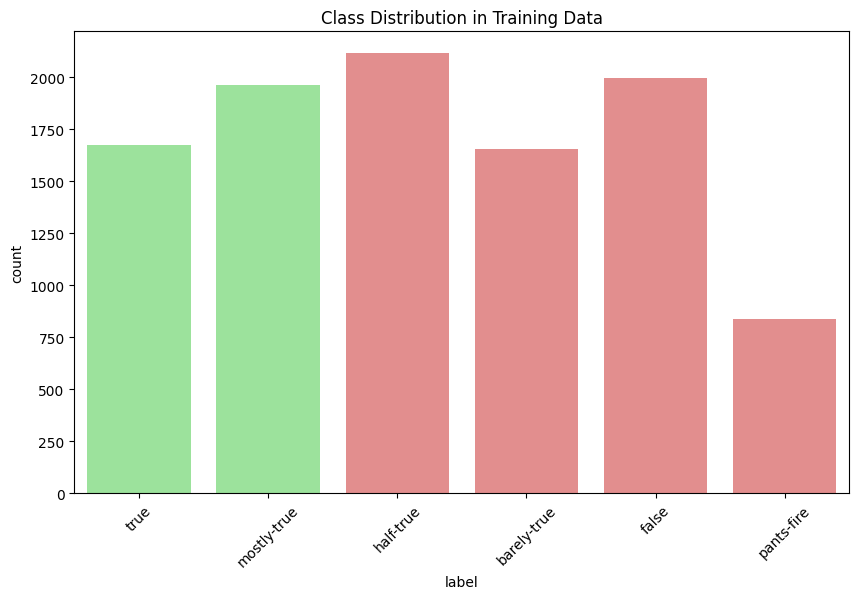 Class Distribution in Training Data
count
2000
1750
1500
1250
1000
750
500
250
0
true
mostly-true
half-true
barely-true
false
pants-fire
label